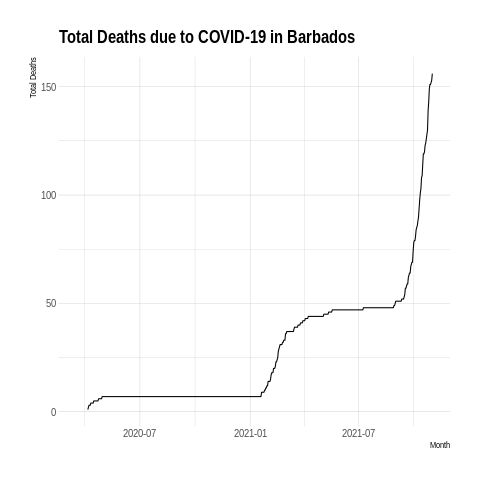 Total Deaths due to COVID-19 in Barbados
Total Deaths
150
100
50
0
2020-07 2021-01 2021-07
Month